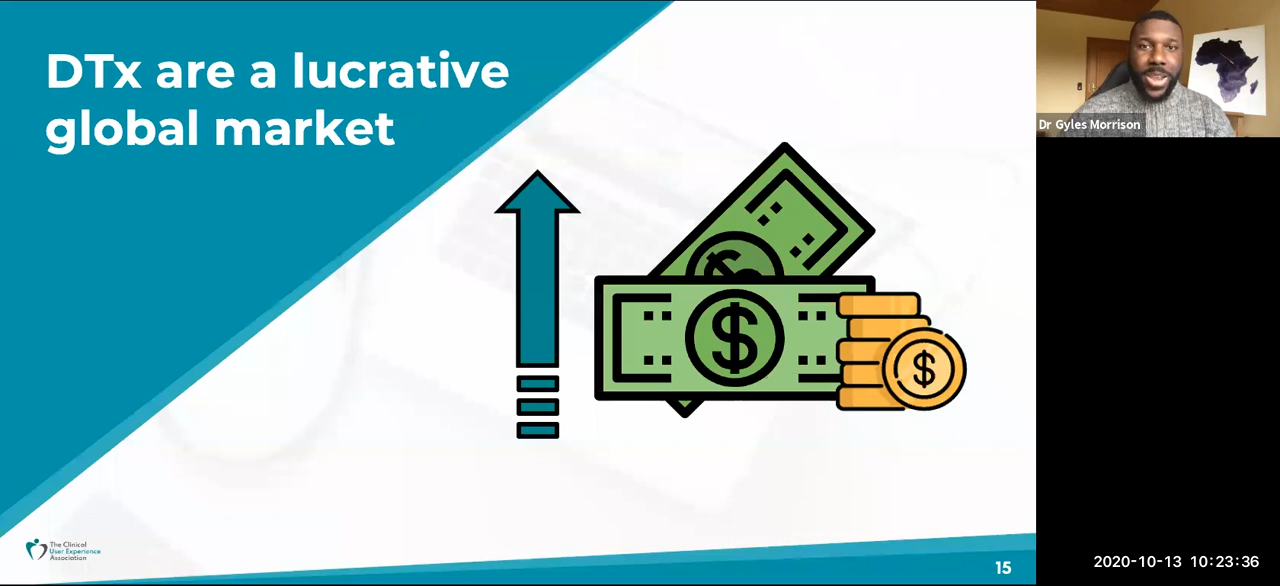 DTx are a lucrative
global market
Dr Gyles Morrison
$
$
The Clinical
User Experience
Association
15
2020-10-13 10:23:36